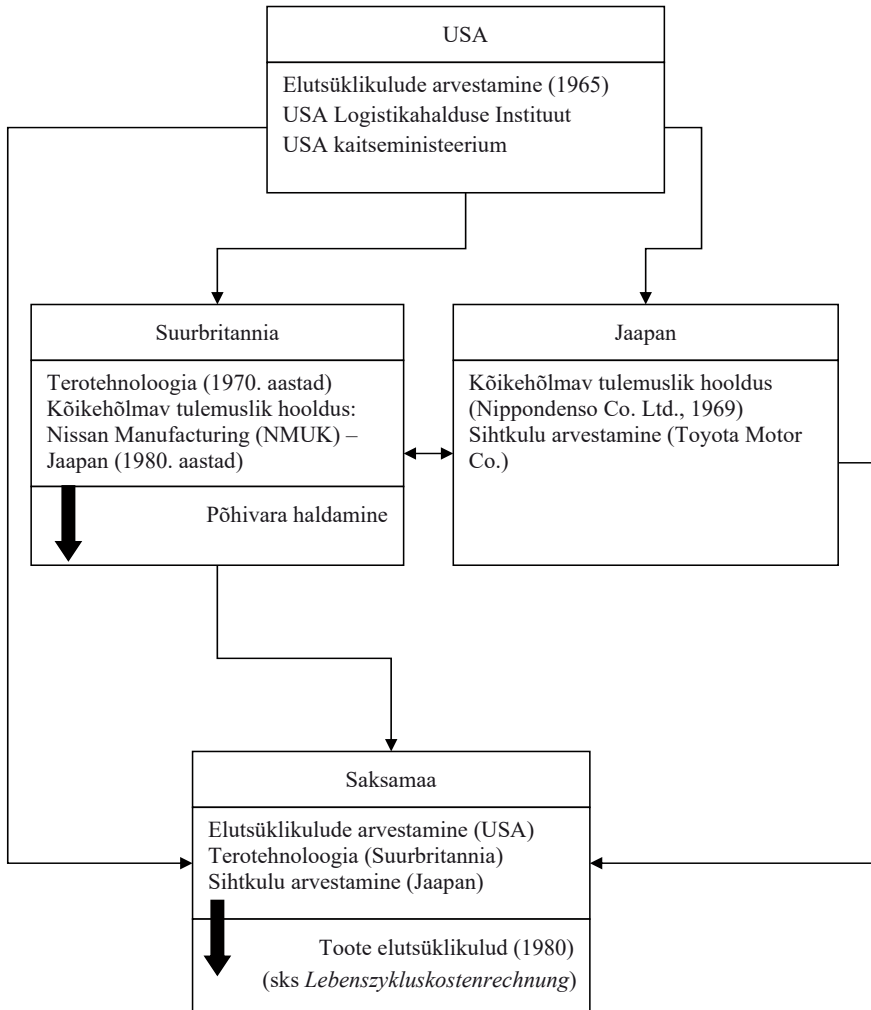 USA
Elutsüklikulude arvestamine (1965)
USA Logistikahalduse Instituut
USA kaitseministeerium
Suurbritannia
Terotehnoloogia (1970. aastad)
Kõikehõlmav tulemuslik hooldus:
Nissan Manufacturing (NMUK) –
Jaapan (1980. aastad)
Põhivara haldamine
Jaapan
Kõikehõlmav tulemuslik hooldus
(Nippondenso Co. Ltd., 1969)
Sihtkulu arvestamine (Toyota Motor
Co.)
Saksamaa
Elutsüklikulude arvestamine (USA)
Terotehnoloogia (Suurbritannia)
Sihtkulu arvestamine (Jaapan)
Toote elutsüklikulud (1980)
(sks Lebenszykluskostenrechnung)